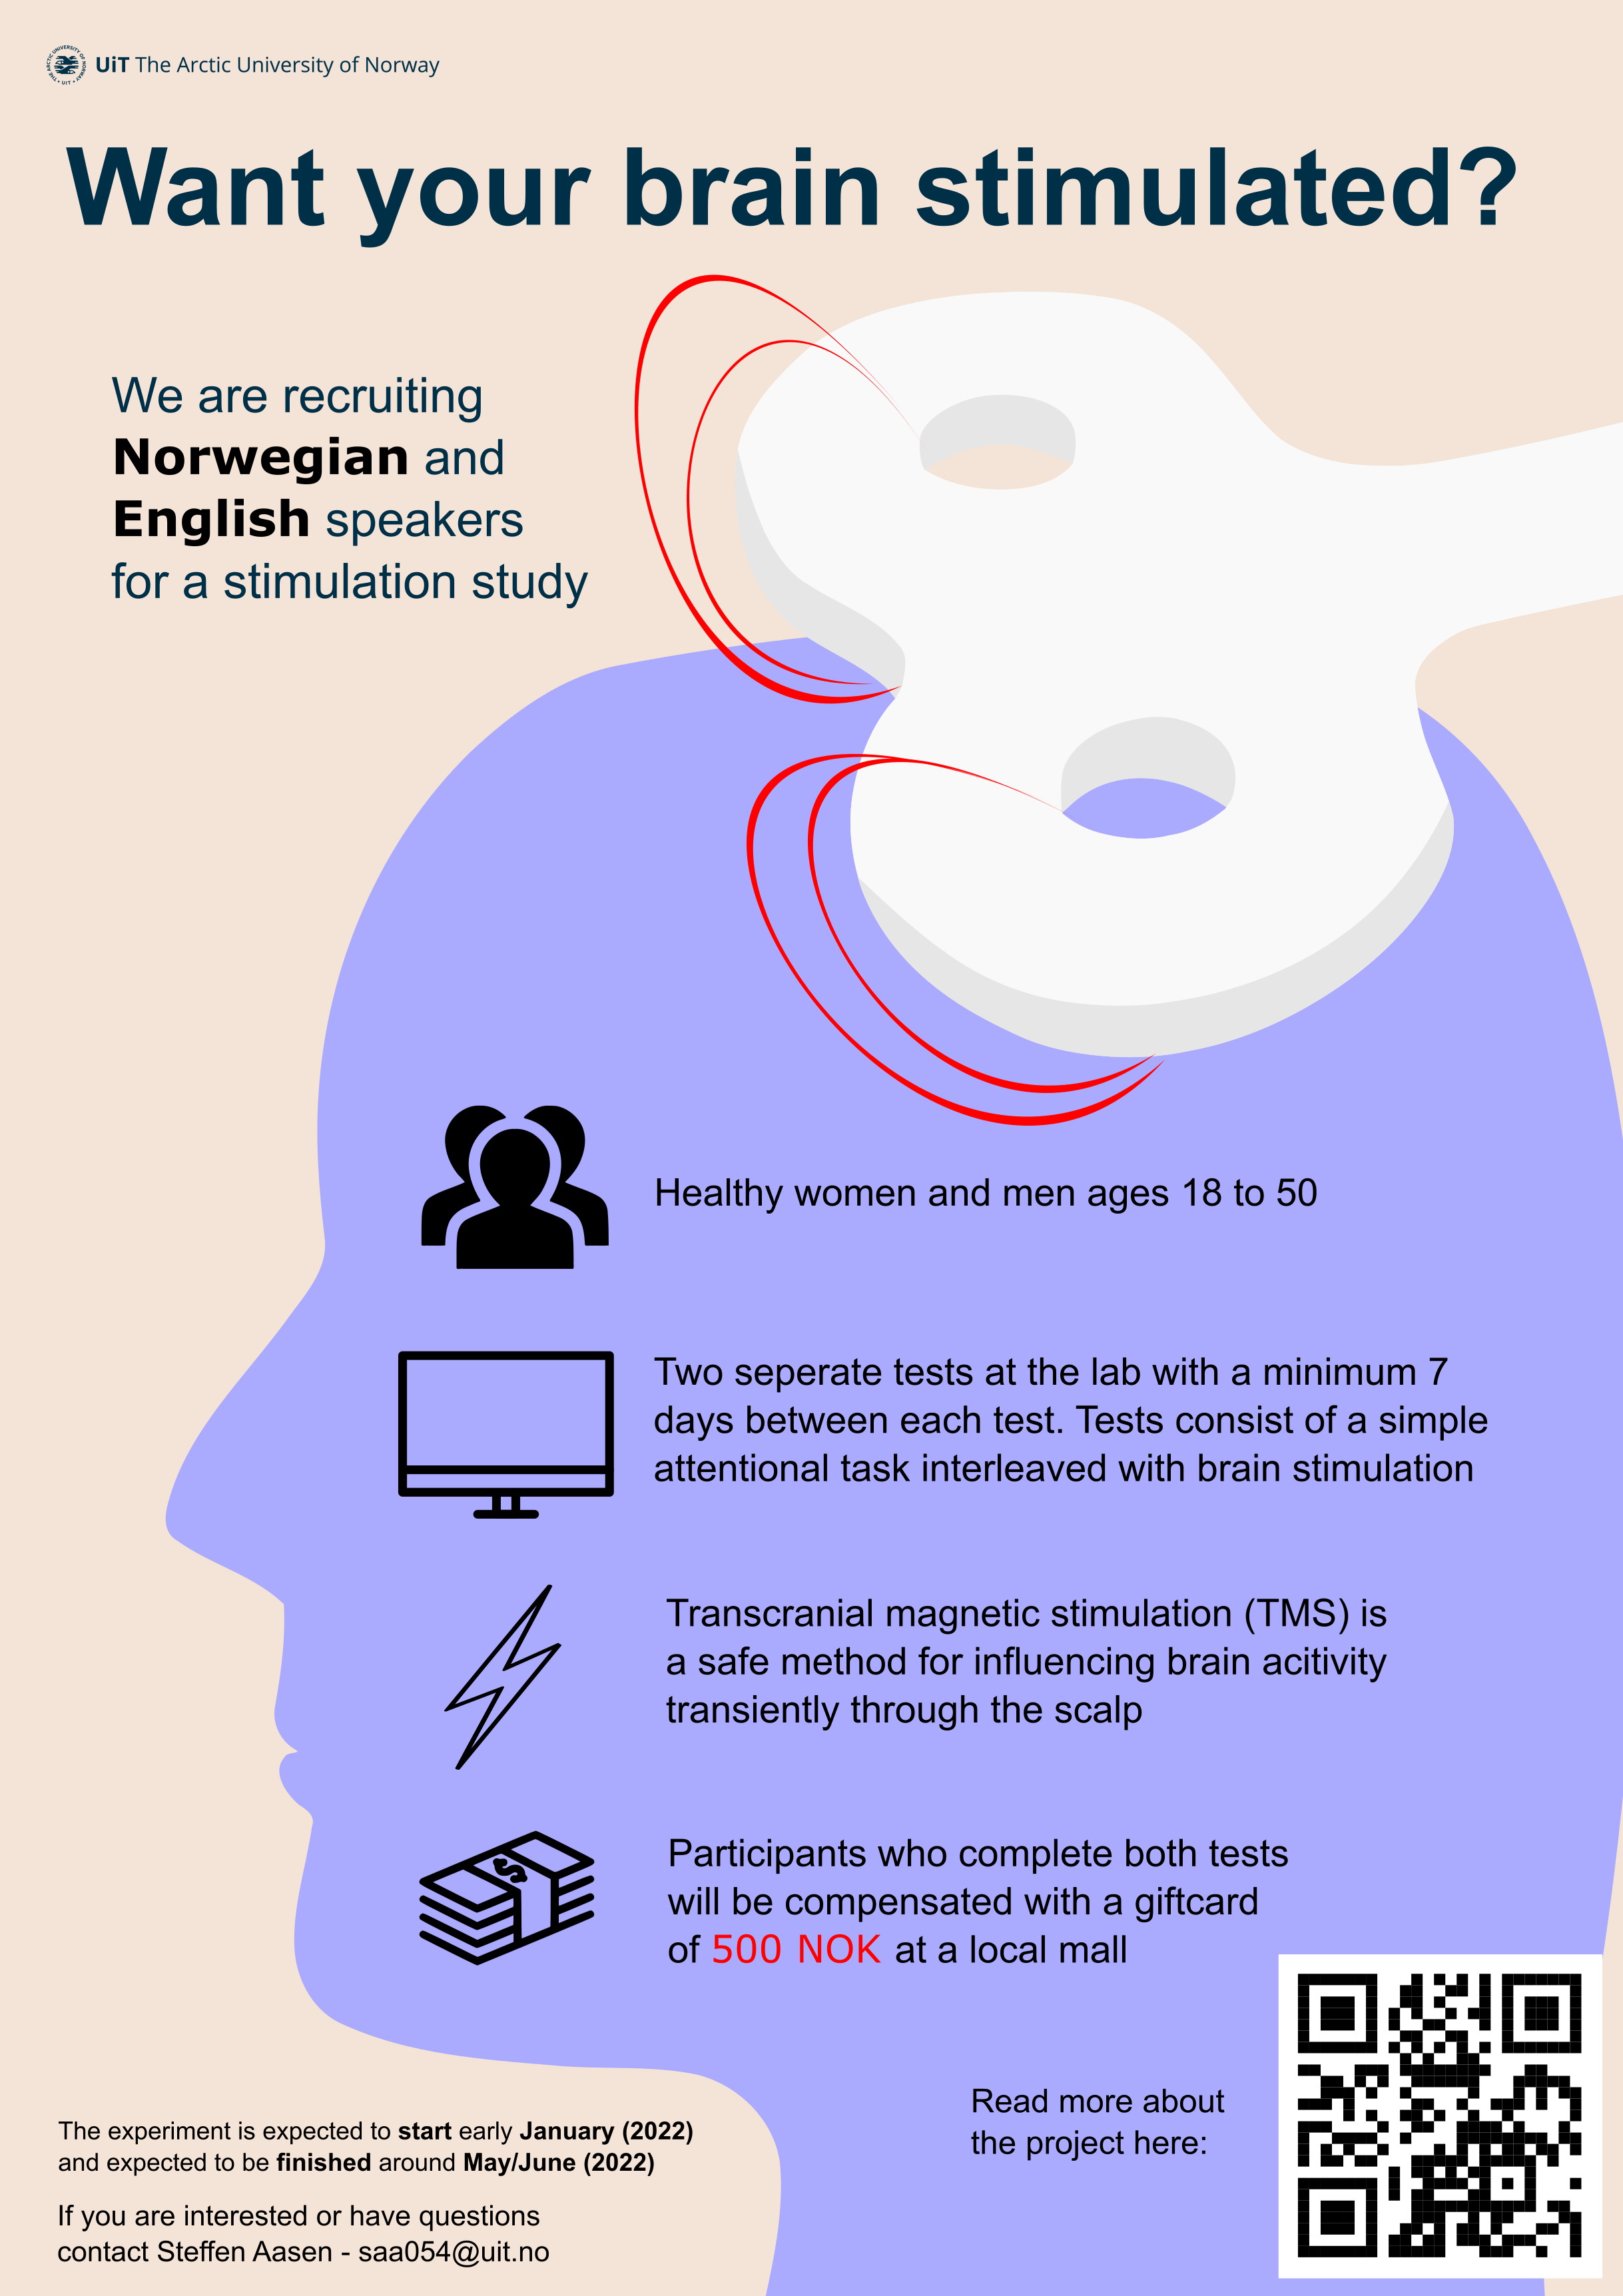 UiT The Arctic University of Norway
Want your brain stimulated?
We are recruiting
Norwegian and
English speakers
for a stimulation study
Healthy women and men ages 18 to 50
Two seperate tests at the lab with a minimum 7
days between each test. Tests consist of a simple
attentional task interleaved with brain stimulation
Transcranial magnetic stimulation (TMS) is
a safe method for influencing brain acitivity
transiently through the scalp
Participants who complete both tests
will be compensated with a giftcard
of 500 NOK at a local mall
Read more about
the project here:
The experiment is expected to start early January (2022)
and expected to be finished around May/June (2022)
If you are interested or have questions
contact Steffen Aasen - saa054@uit.no